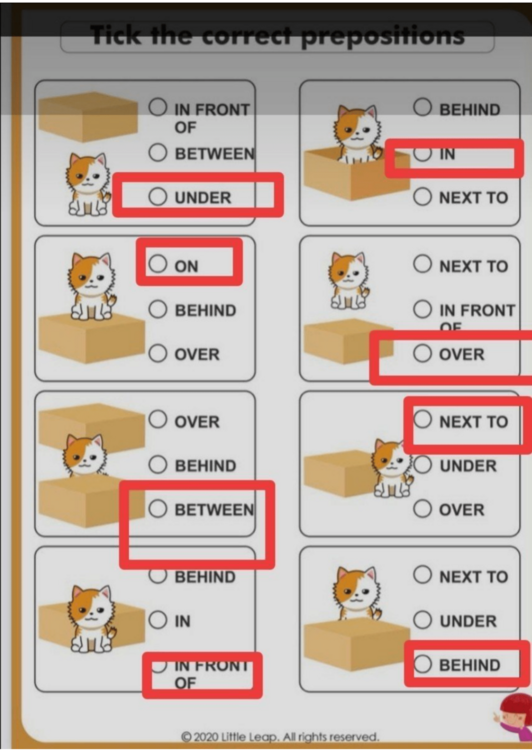 Tick the correct prepositions
IN FRONT
OF
BETWEEN
UNDER
BEHIND
IN
NEXT TO
ON
BEHIND
OVER
NEXT TO
IN FRONT
OF
OVER
OVER
BEHIND
BETWEEN
NEXT TO
UNDER
OVER
BEHIND
IN
IN FRONT
OF
NEXT TO
UNDER
BEHIND
© 2020 Little Leap. All rights reserved.